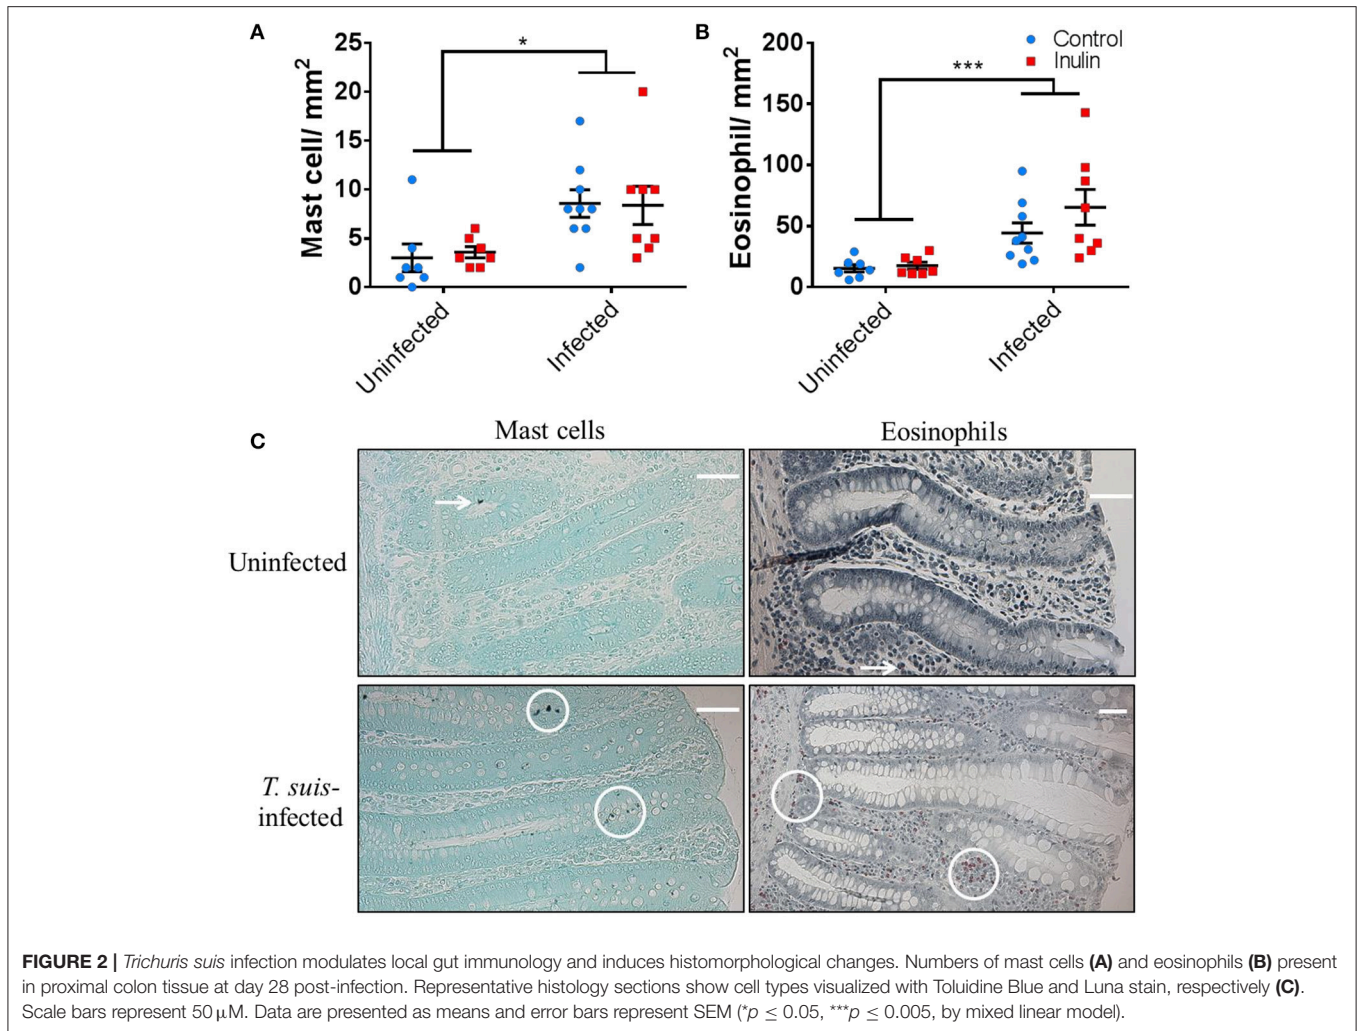 A
B
25
20
15
10
5
0
Mast cell/ mm2
*
Uninfected
Infected
200
150
100
50
0
Eosinophil/ mm2
***
Control
Inulin
Uninfected
Infected
C
Mast cells
Eosinophils
Uninfected
T. suis-
infected
FIGURE 2 | Trichuris suis infection modulates local gut immunology and induces histomorphological changes. Numbers of mast cells (A) and eosinophils (B) present
in proximal colon tissue at day 28 post-infection. Representative histology sections show cell types visualized with Toluidine Blue and Luna stain, respectively (C).
Scale bars represent 50 μM. Data are presented as means and error bars represent SEM (*p ≤ 0.05, ***p ≤ 0.005, by mixed linear model).